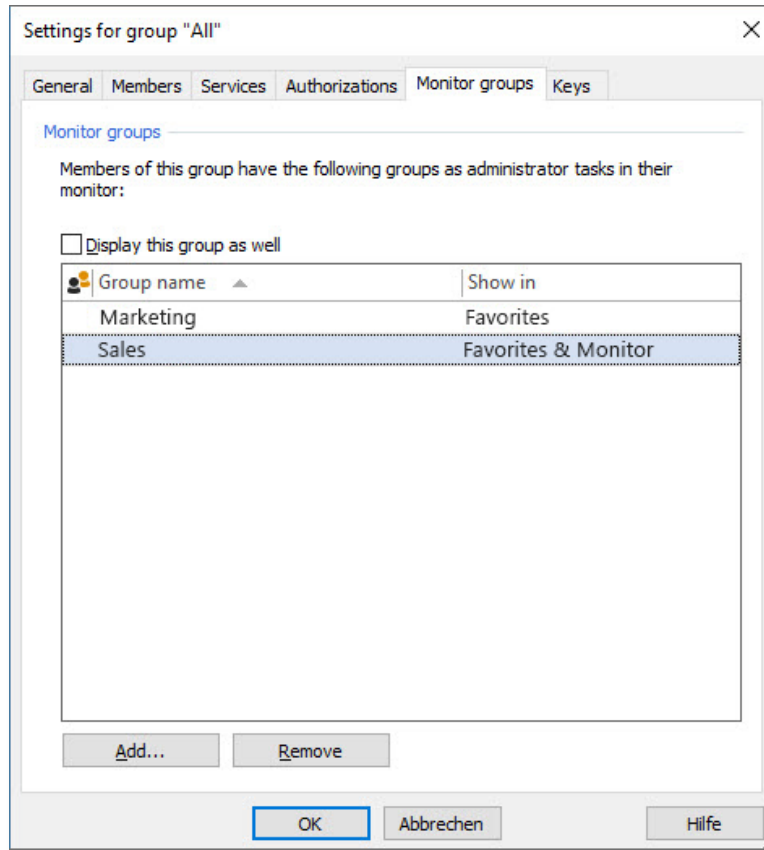 Settings for group "All"
General Members Services Authorizations Monitor groups Keys
Monitor groups
Members of this group have the following groups as administrator tasks in their
monitor:
Display this group as well
Group name Show in
Marketing Favorites
Sales Favorites & Monitor
Add... Remove
OK Abbrechen Hilfe